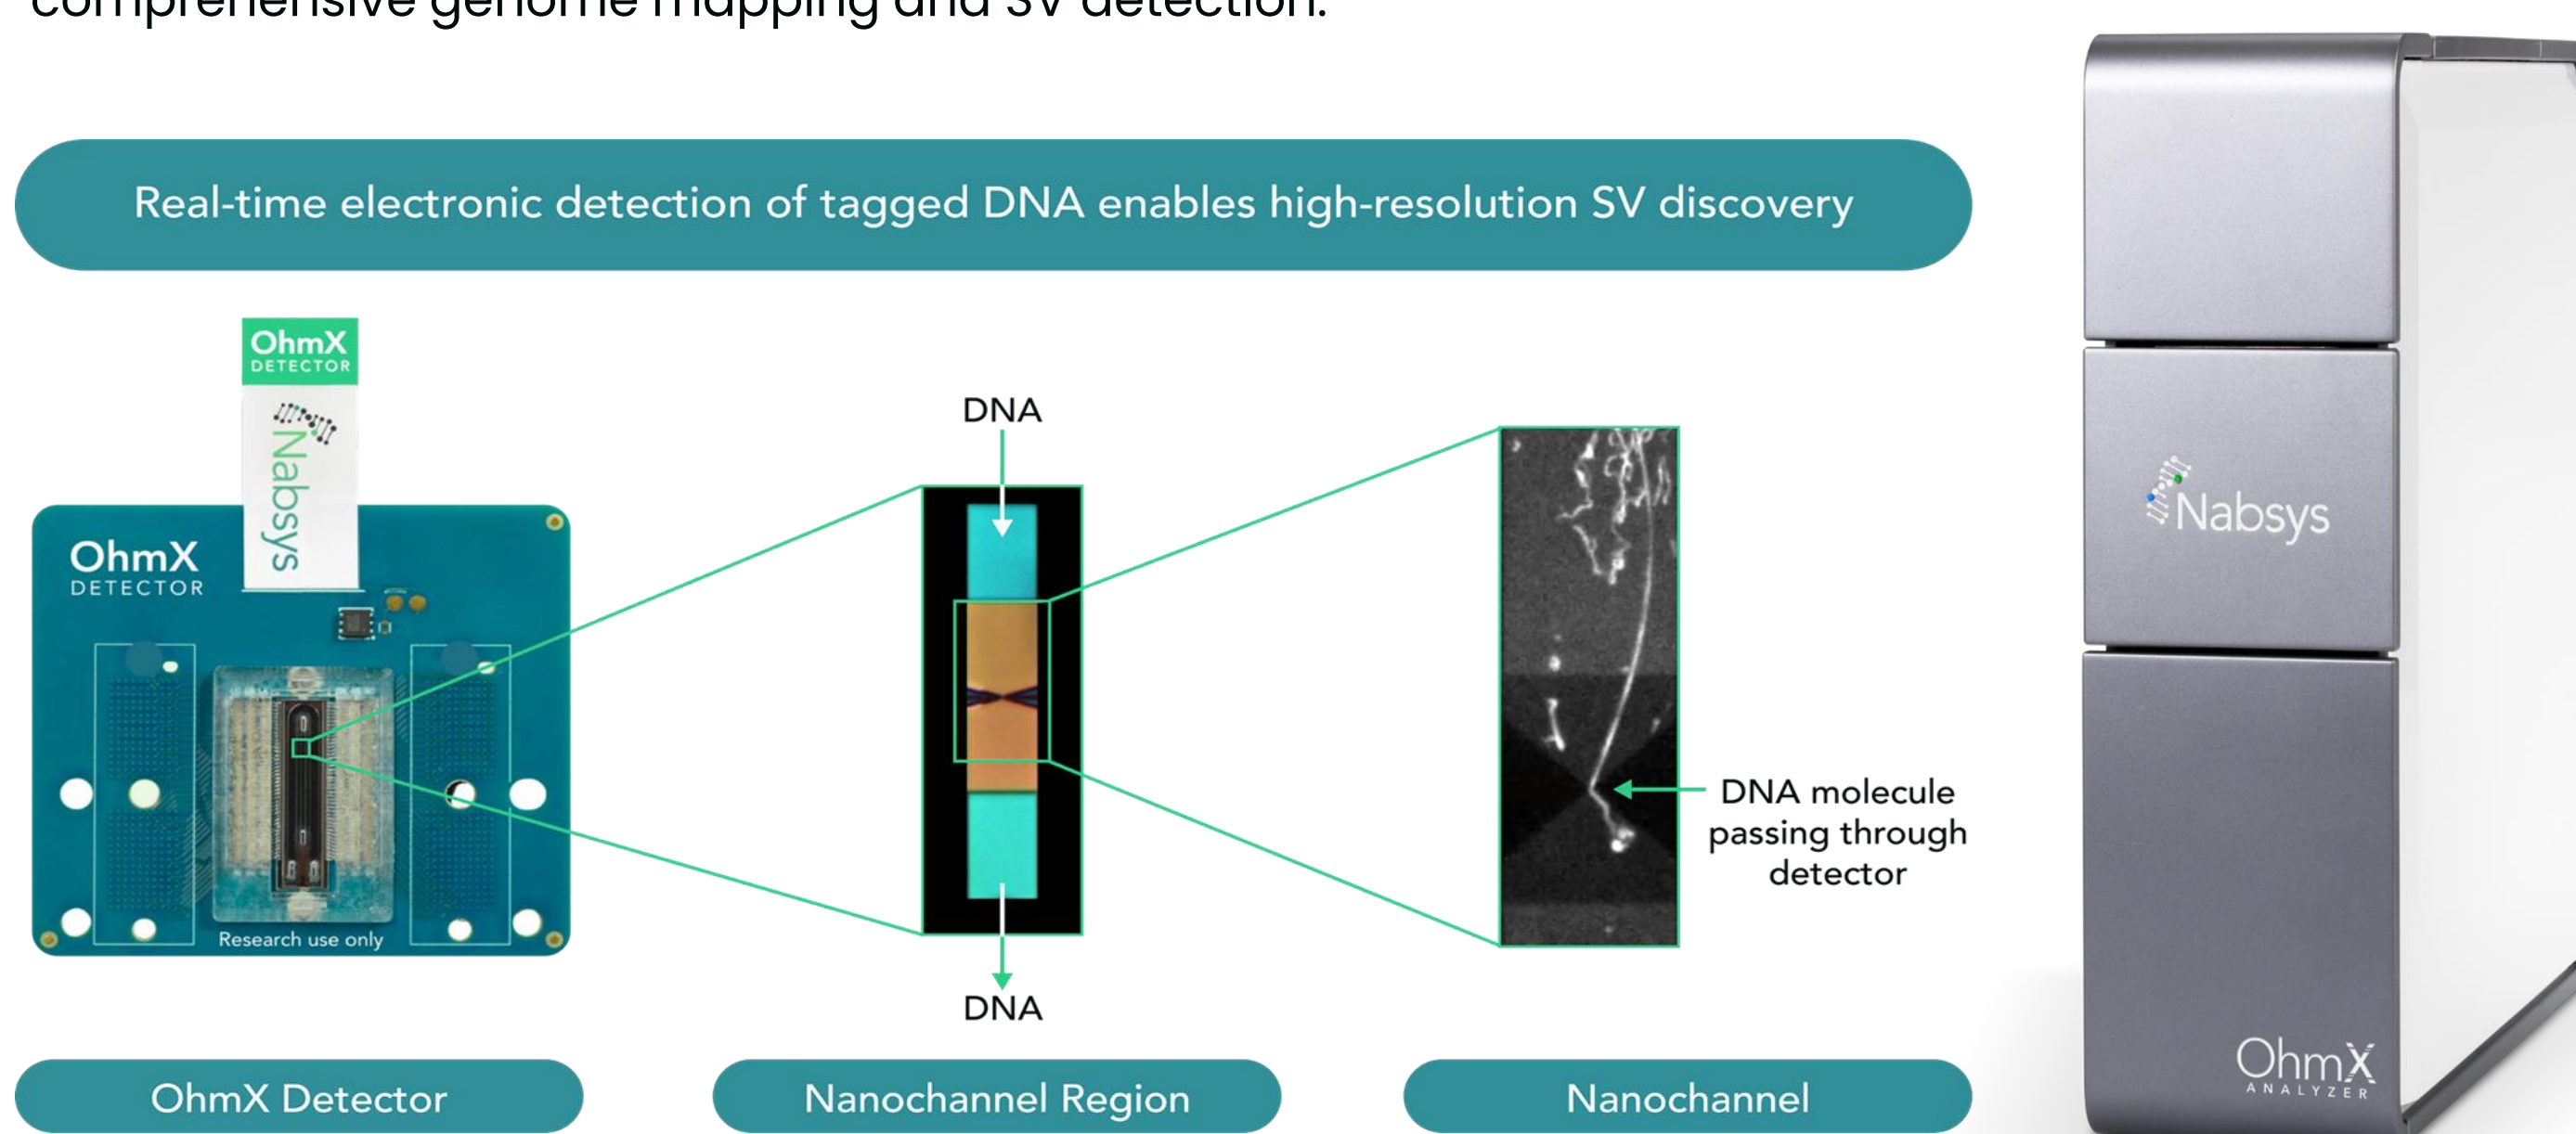 comprehensive genome mapping and SV detection.
Real-time electronic detection of tagged DNA enables high-resolution SV discovery
OhmX
DETECTOR
Nabsys
OhmX
DETECTOR
Research use only
DNA
DNA
DNA molecule
passing through
detector
Nabsys
OhmX
ANALYZER
OhmX Detector
Nanochannel Region
Nanochannel